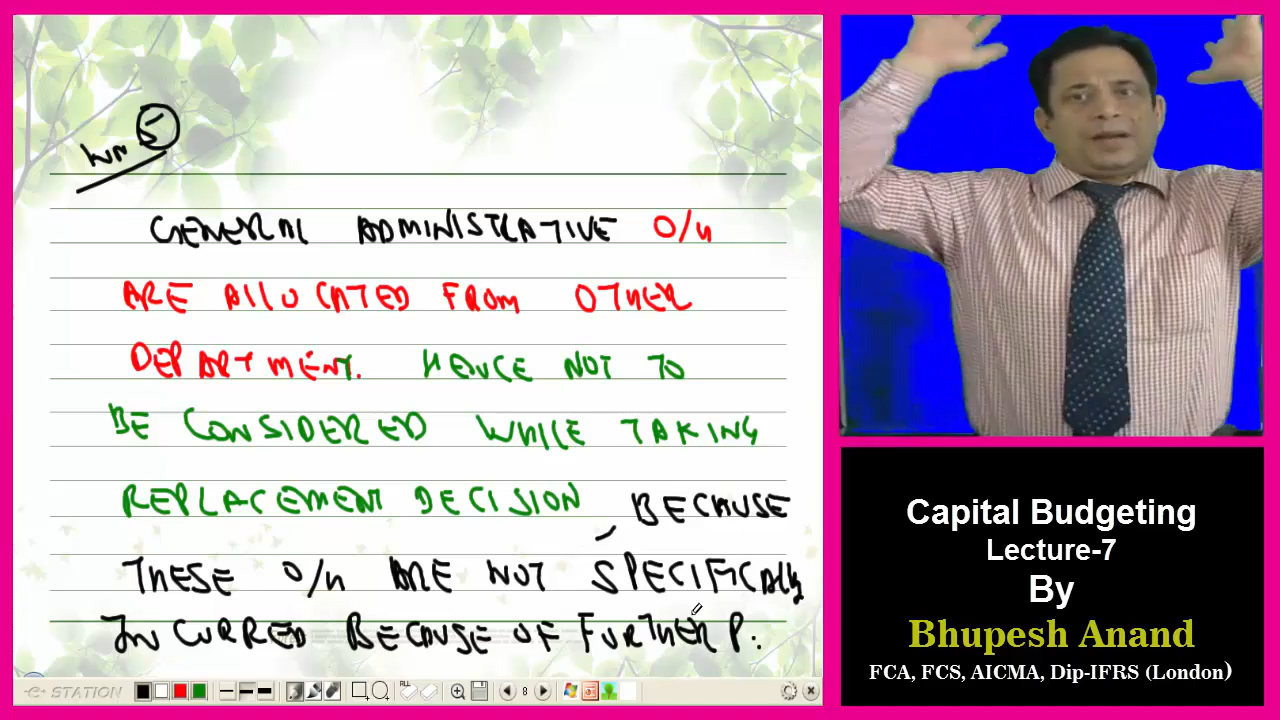 WN 5
GENERAL ADMINISTRATIVE O/H
ARE ALLOCATED FROM OTHER
DEPARTMENT. HENCE NOT TO
BE CONSIDERED WHILE TAKING
REPLACEMENT DECISION, BECAUSE
THESE O/H ARE NOT SPECIFICALLY
INCURRED BECAUSE OF FURTHER P.
e-STATION
8
Capital Budgeting
Lecture-7
By
Bhupesh Anand
FCA, FCS, AICMA, Dip-IFRS (London)